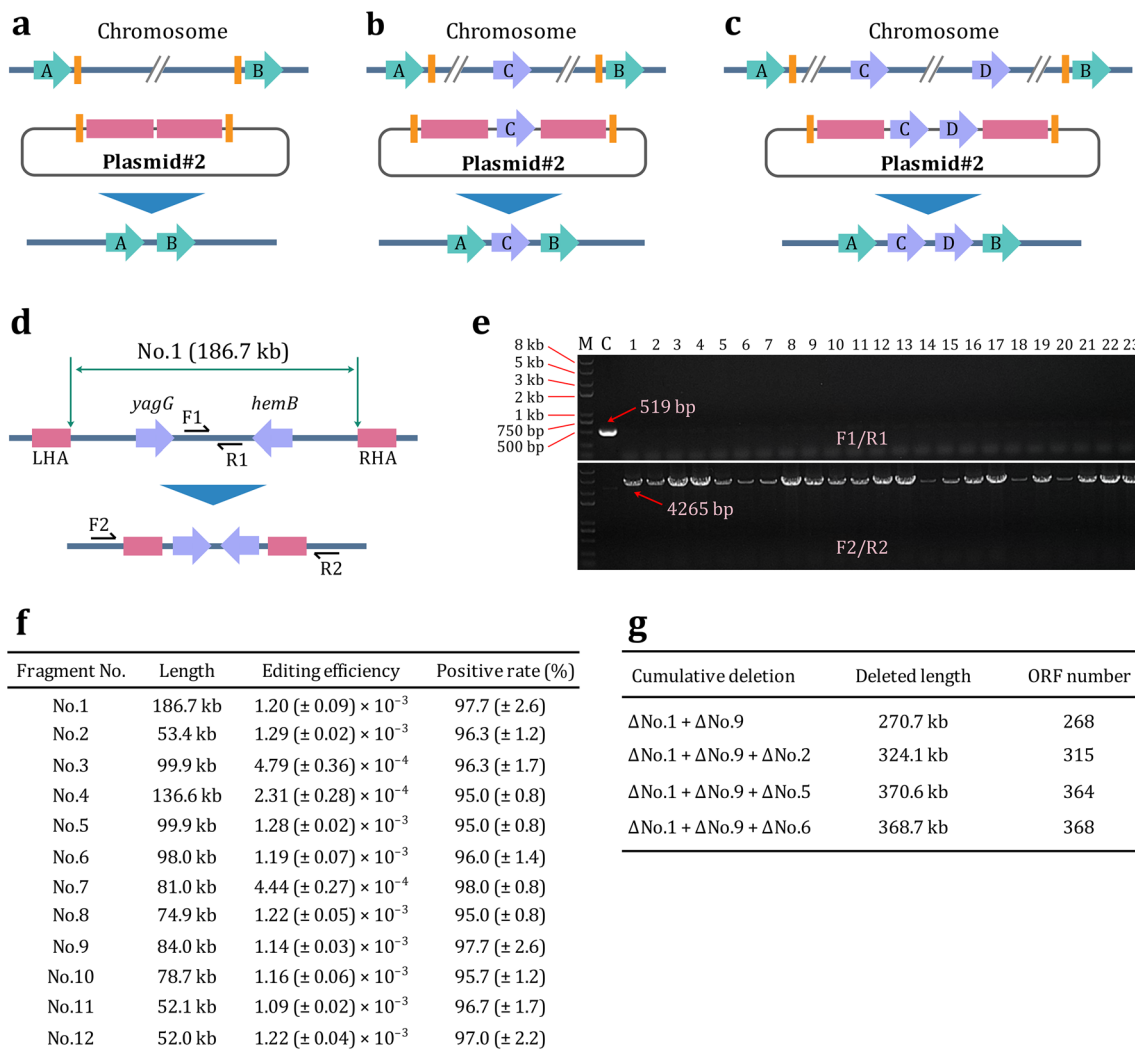 a
Chromosome
A
B
Plasmid#2
A B
b
Chromosome
A C B
C
Plasmid#2
A C B
c
Chromosome
A C D B
C D
Plasmid#2
A C D B
d
No.1 (186.7 kb)
yagG hemB
F1
R1
LHA RHA
F2
R2
e
M C 1 2 3 4 5 6 7 8 9 10 11 12 13 14 15 16 17 18 19 20 21 22 23
8 kb
5 kb
3 kb
2 kb
1 kb
750 bp
500 bp
519 bp
F1/R1
4265 bp
F2/R2
f
Fragment No. Length Editing efficiency Positive rate (%)
No.1 186.7 kb 1.20 (± 0.09) × 10⁻³ 97.7 (± 2.6)
No.2 53.4 kb 1.29 (± 0.02) × 10⁻³ 96.3 (± 1.2)
No.3 99.9 kb 4.79 (± 0.36) × 10⁻⁴ 96.3 (± 1.7)
No.4 136.6 kb 2.31 (± 0.28) × 10⁻⁴ 95.0 (± 0.8)
No.5 99.9 kb 1.28 (± 0.02) × 10⁻³ 95.0 (± 0.8)
No.6 98.0 kb 1.19 (± 0.07) × 10⁻³ 96.0 (± 1.4)
No.7 81.0 kb 4.44 (± 0.27) × 10⁻⁴ 98.0 (± 0.8)
No.8 74.9 kb 1.22 (± 0.05) × 10⁻³ 95.0 (± 0.8)
No.9 84.0 kb 1.14 (± 0.03) × 10⁻³ 97.7 (± 2.6)
No.10 78.7 kb 1.16 (± 0.06) × 10⁻³ 95.7 (± 1.2)
No.11 52.1 kb 1.09 (± 0.02) × 10⁻³ 96.7 (± 1.7)
No.12 52.0 kb 1.22 (± 0.04) × 10⁻³ 97.0 (± 2.2)
g
Cumulative deletion Deleted length ORF number
ΔNo.1 + ΔNo.9 270.7 kb 268
ΔNo.1 + ΔNo.9 + ΔNo.2 324.1 kb 315
ΔNo.1 + ΔNo.9 + ΔNo.5 370.6 kb 364
ΔNo.1 + ΔNo.9 + ΔNo.6 368.7 kb 368